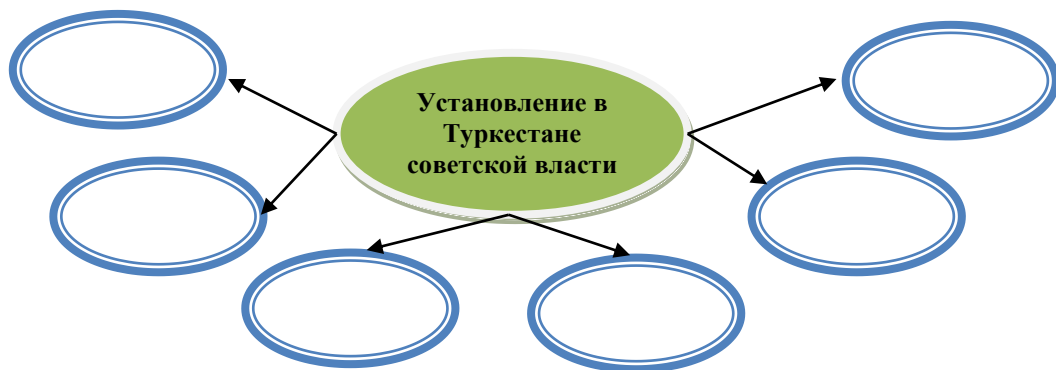 Установление в
Туркестане
советской власти